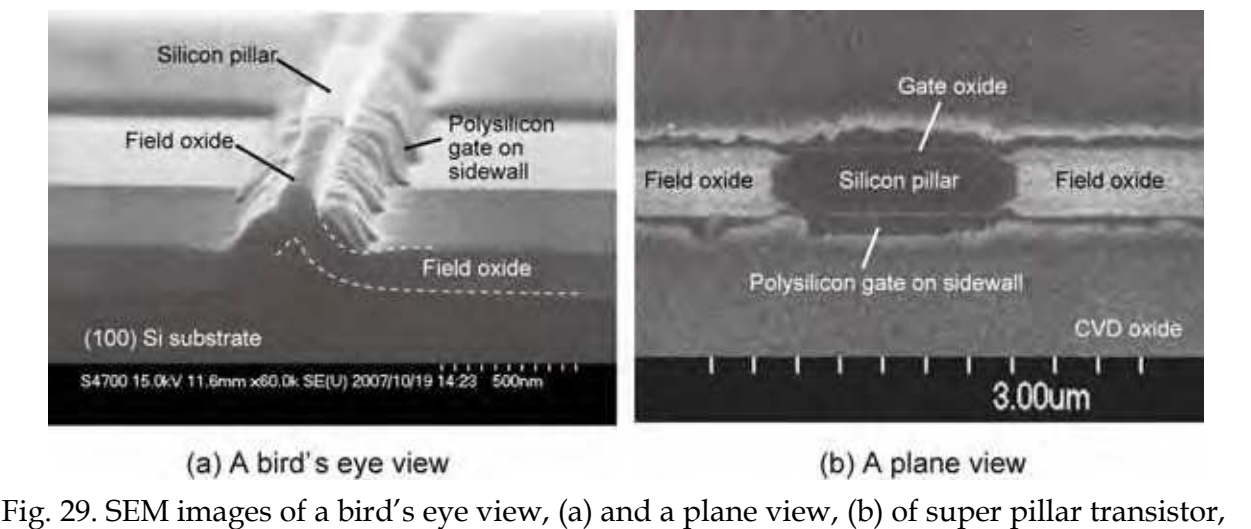 Silicon pillar
Field oxide
Polysilicon
gate on
sidewall
Field oxide
(100) Si substrate
S4700 15.0kV 11.6mm x60.0k SE(U) 2007/10/19 14:23 500nm
(a) A bird's eye view
Gate oxide
Field oxide
Silicon pillar
Field oxide
Polysilicon gate on sidewall
CVD oxide
3.00um
(b) A plane view
Fig. 29. SEM images of a bird's eye view, (a) and a plane view, (b) of super pillar transistor,